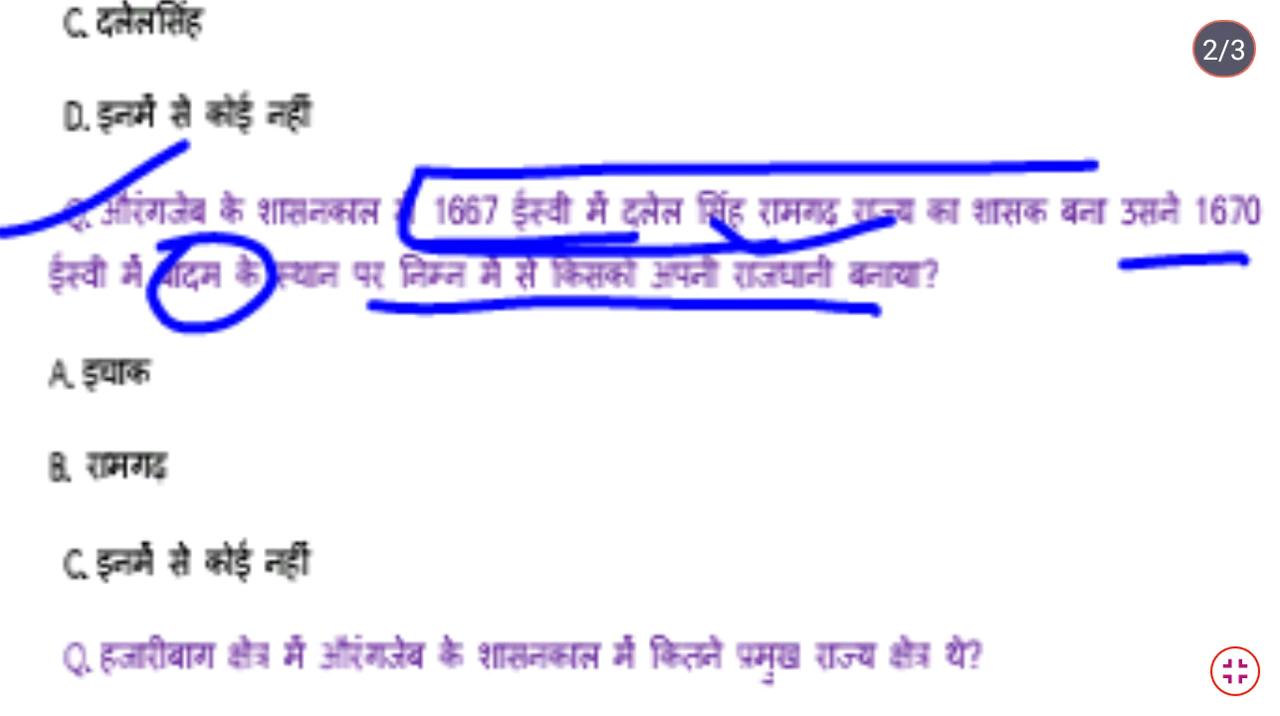 C. दलेलसिंह
2/3
D. इनमें से कोई नहीं
Q. औरंगजेब के शासनकाल में 1667 ईस्वी में दलेल सिंह रामगढ़ राज्य का शासक बना उसने 1670
ईस्वी में बादम के स्थान पर निम्न में से किसको अपनी राजधानी बनाया?
A. इचाक
B. रामगढ़
C. इनमें से कोई नहीं
Q. हजारीबाग क्षेत्र में औरंगजेब के शासनकाल में कितने प्रमुख राज्य क्षेत्र थे?